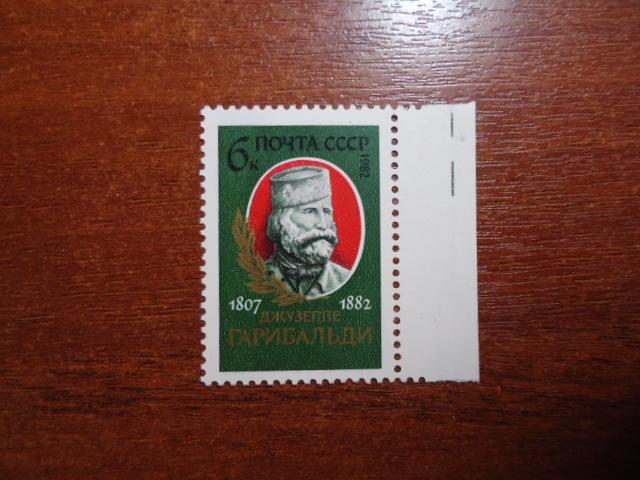 6к ПОЧТА СССР
1982
1807 1882
ДЖУЗЕППЕ
ГАРИБАЛЬДИ